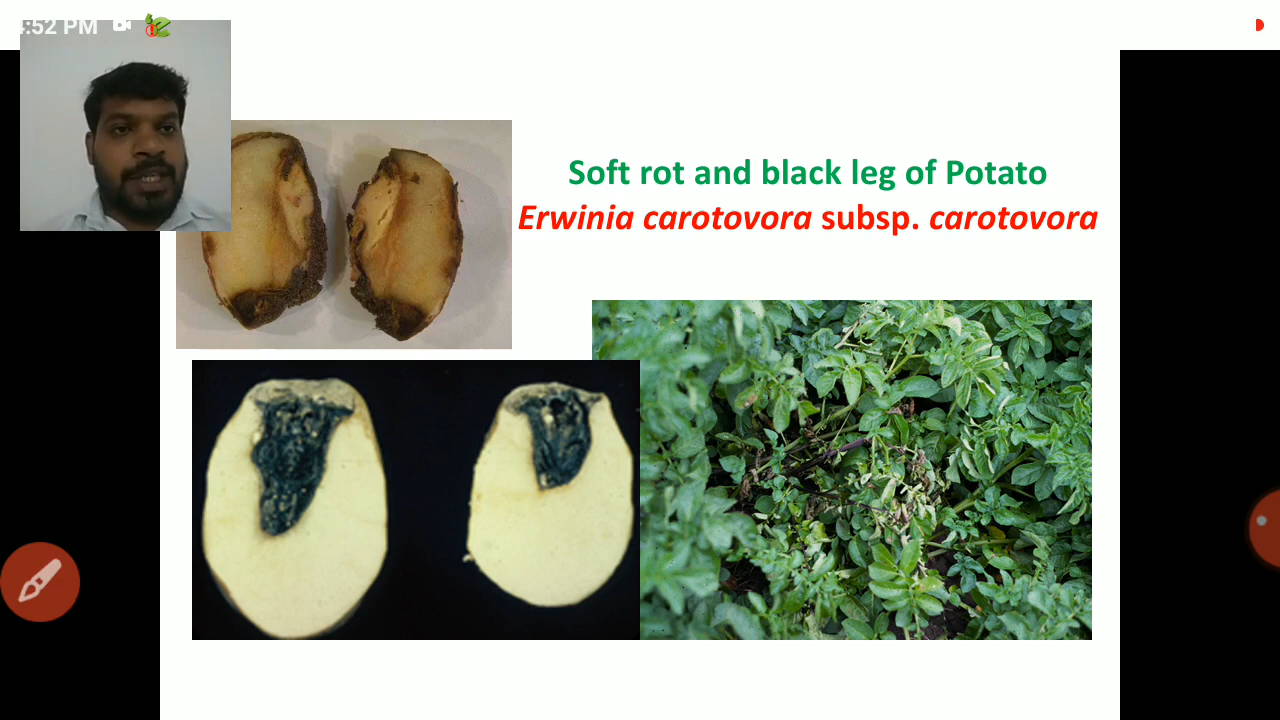 :52 PM
Soft rot and black leg of Potato
Erwinia carotovora subsp. carotovora